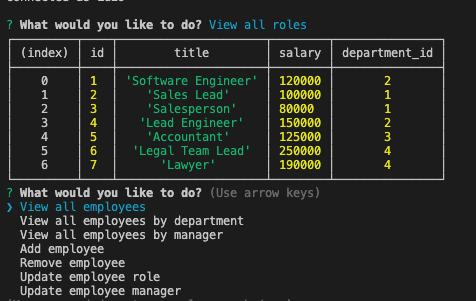 ? What would you like to do? View all roles
(index) id title salary department_id
0 1 'Software Engineer' 120000 2
1 2 'Sales Lead' 100000 1
2 3 'Salesperson' 80000 1
3 4 'Lead Engineer' 150000 2
4 5 'Accountant' 125000 3
5 6 'Legal Team Lead' 250000 4
6 7 'Lawyer' 190000 4
? What would you like to do? (Use arrow keys)
❯ View all employees
View all employees by department
View all employees by manager
Add employee
Remove employee
Update employee role
Update employee manager